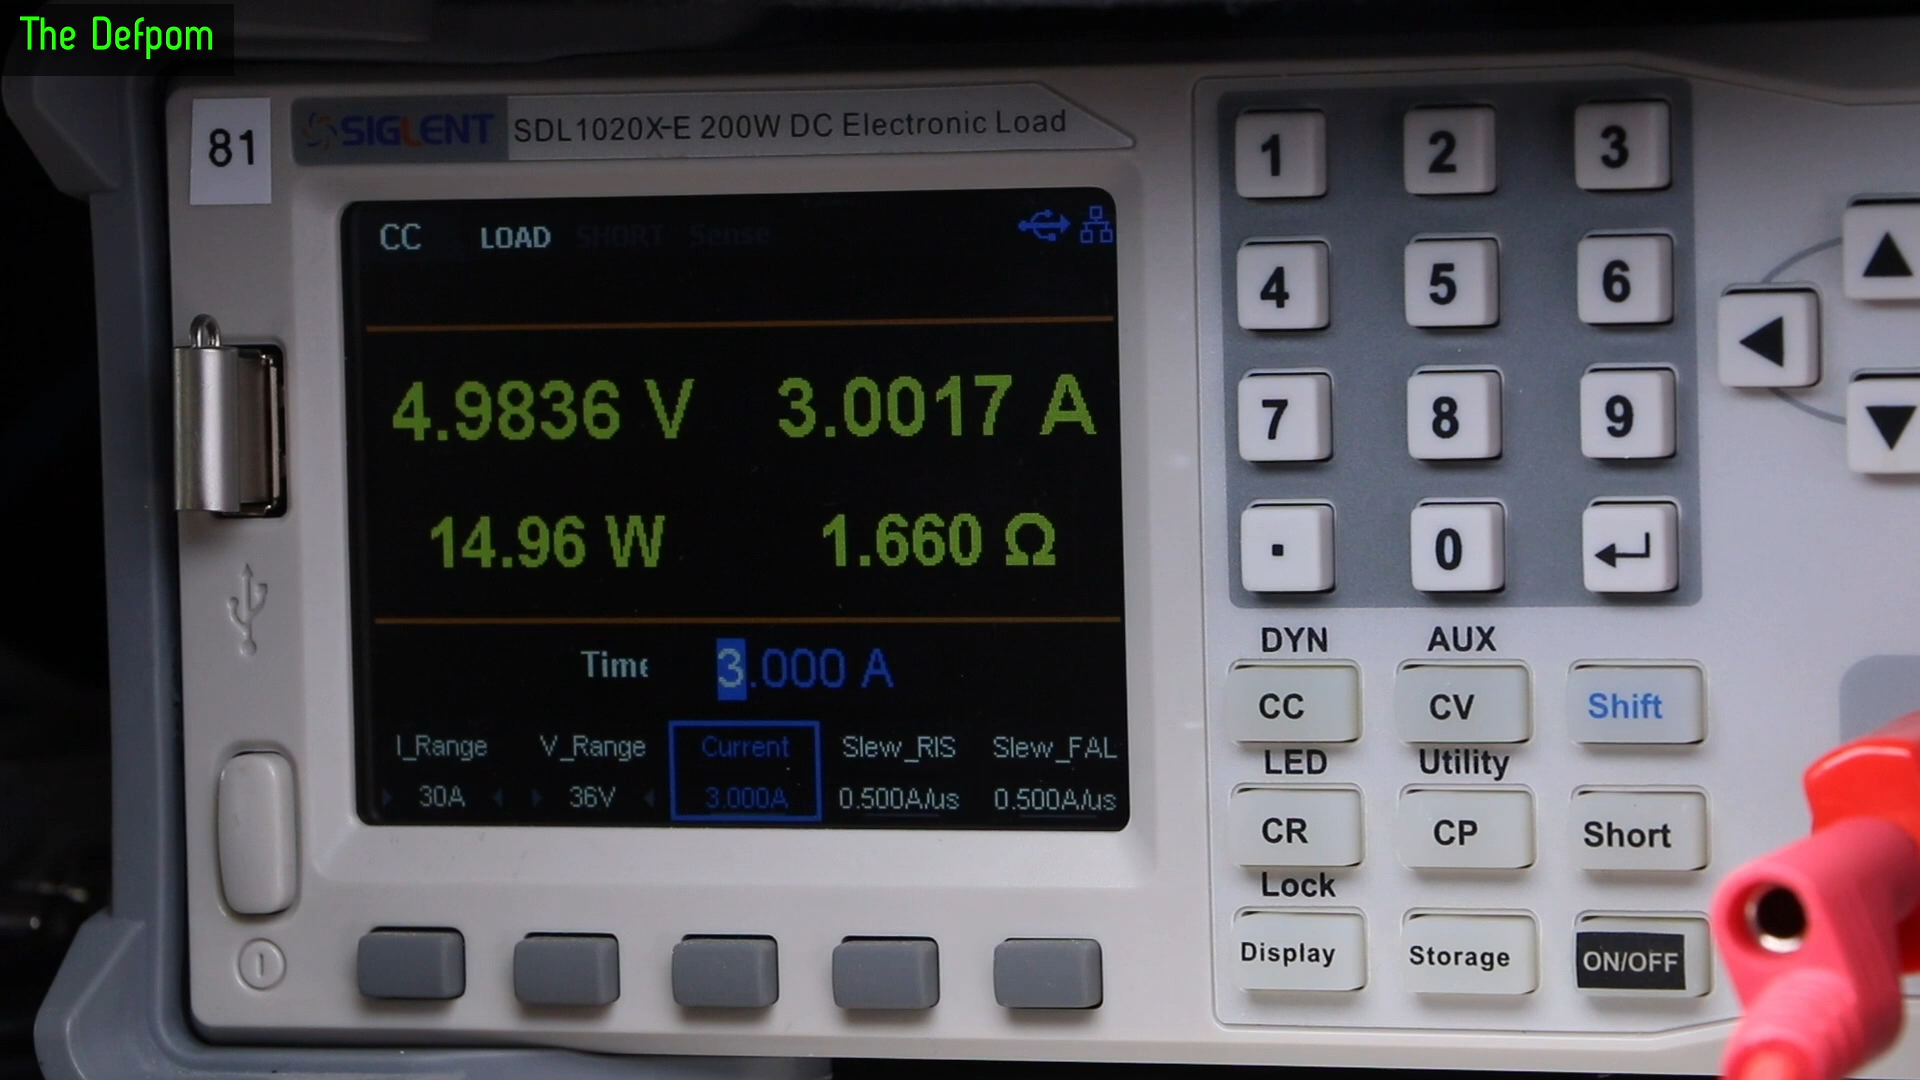 The Defpom
81
SIGLENT SDL1020X-E 200W DC Electronic Load
CC LOAD SHORT Sense
4.9836 V 3.0017 A
14.96 W 1.660 Ω
Time 3.000 A
I_Range V_Range Current Slew_RIS Slew_FAL
30A 36V 3.000A 0.500A/us 0.500A/us
1 2 3
4 5 6
7 8 9
. 0
DYN AUX
CC CV Shift
LED Utility
CR CP Short
Lock
Display Storage ON/OFF